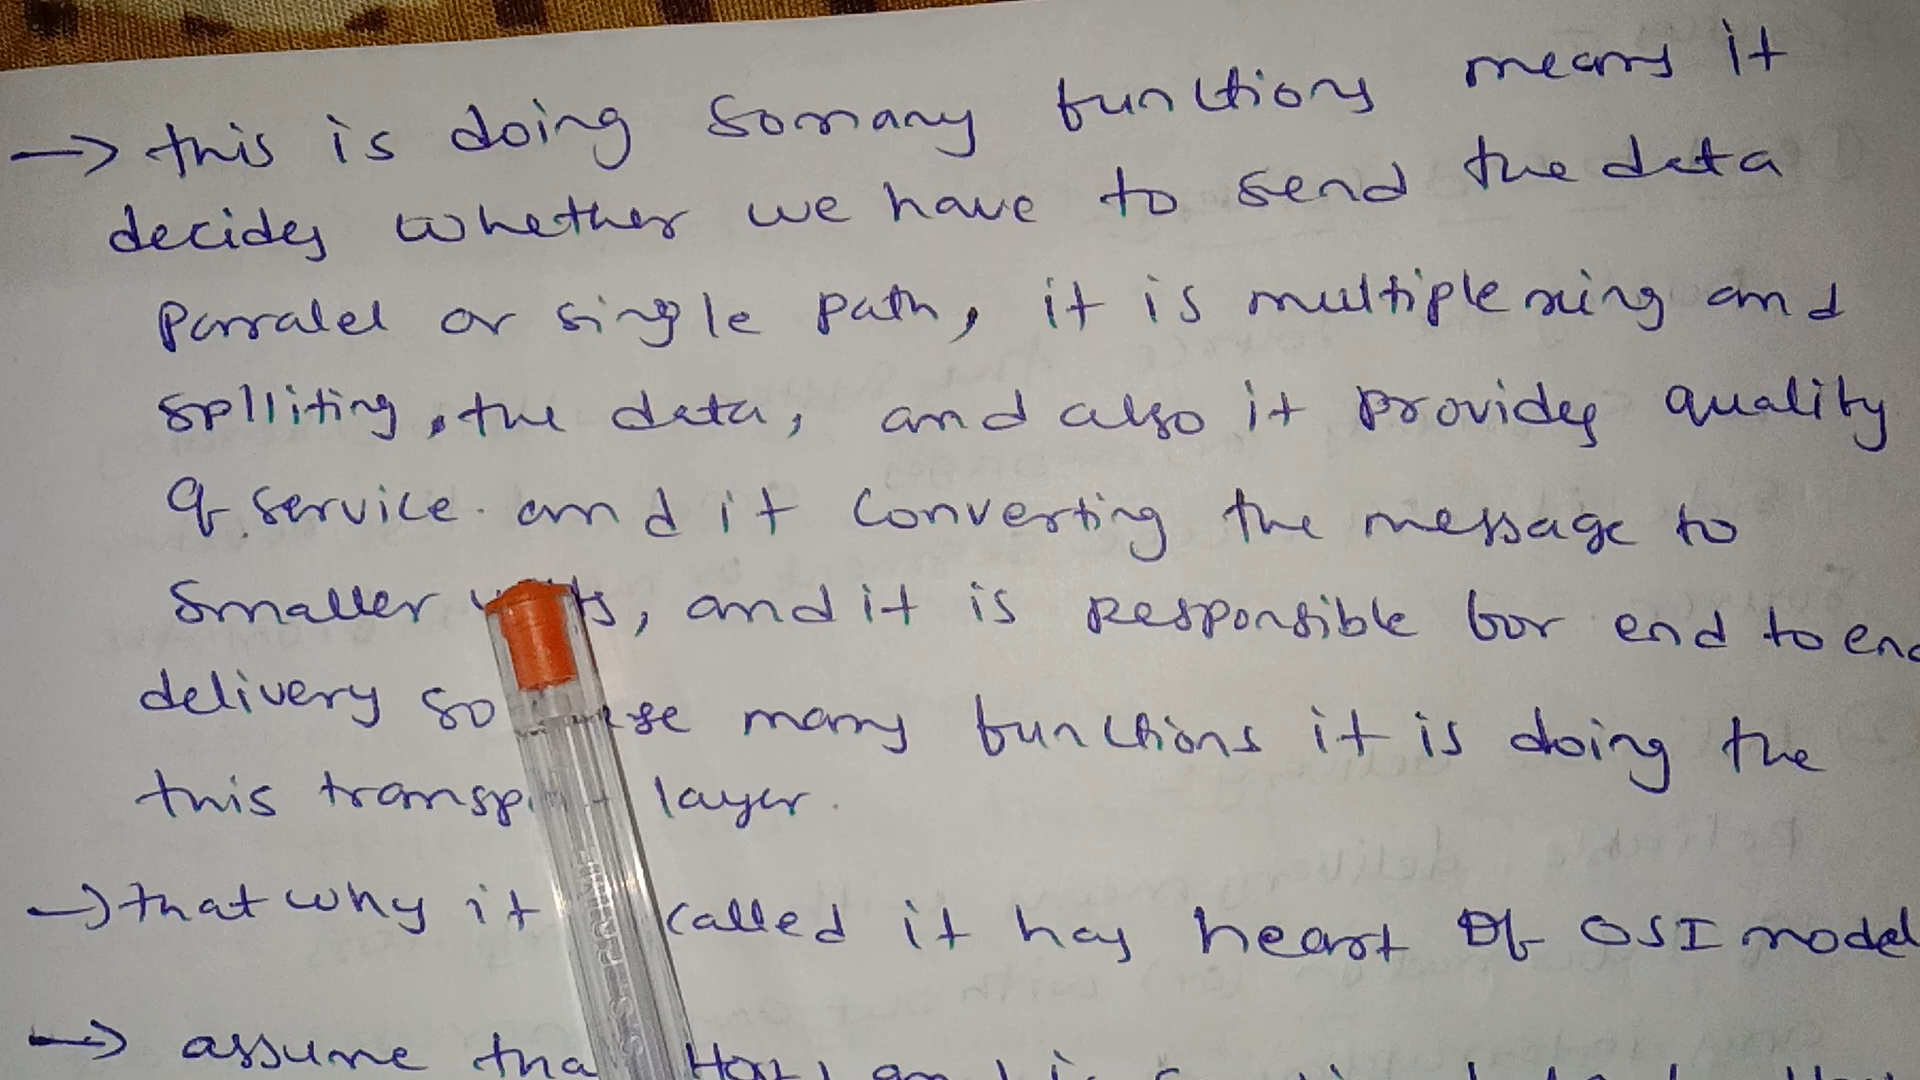 → this is doing somany functions means it
decides whether we have to send the data
parralel or single path, it is multiplexing and
splliting, the data, and also it provides quality
of service. and it converting the message to
smaller, and it is responsible for end to end
delivery so many functions it is doing the
this transport layer.
→ that why it called it has heart Of OSI model
→ assume